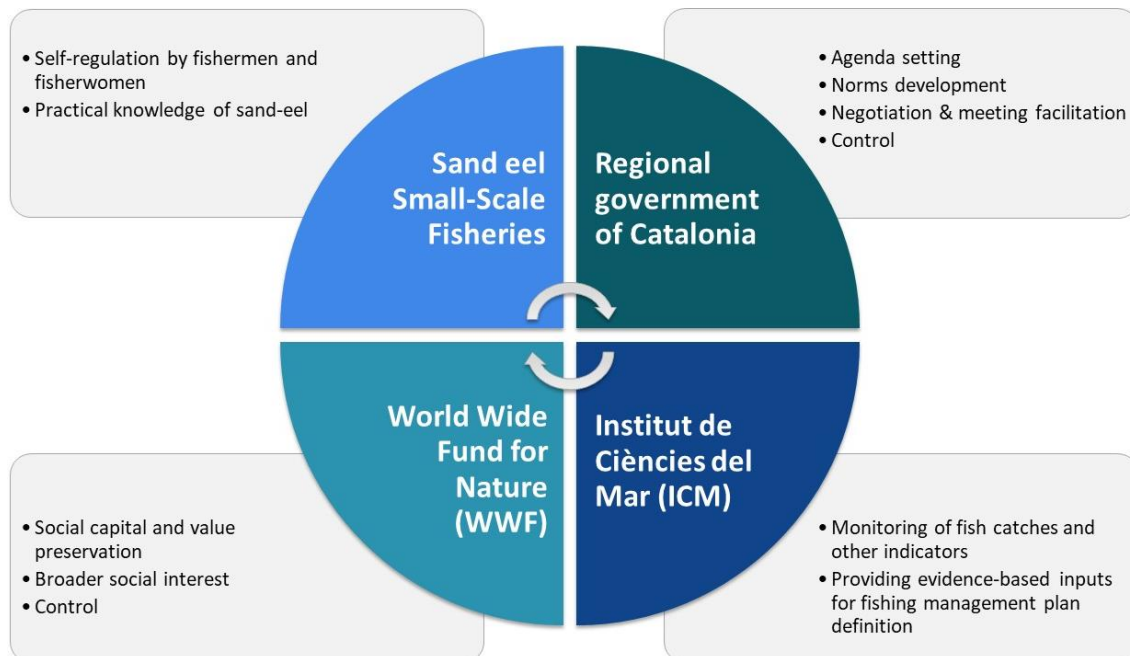 • Self-regulation by fishermen and
fisherwomen
• Practical knowledge of sand-eel
• Agenda setting
• Norms development
• Negotiation & meeting facilitation
• Control
Sand eel
Small-Scale
Fisheries
Regional
government
of Catalonia
World Wide
Fund for
Nature
(WWF)
Institut de
Ciències del
Mar (ICM)
• Social capital and value
preservation
• Broader social interest
• Control
• Monitoring of fish catches and
other indicators
• Providing evidence-based inputs
for fishing management plan
definition